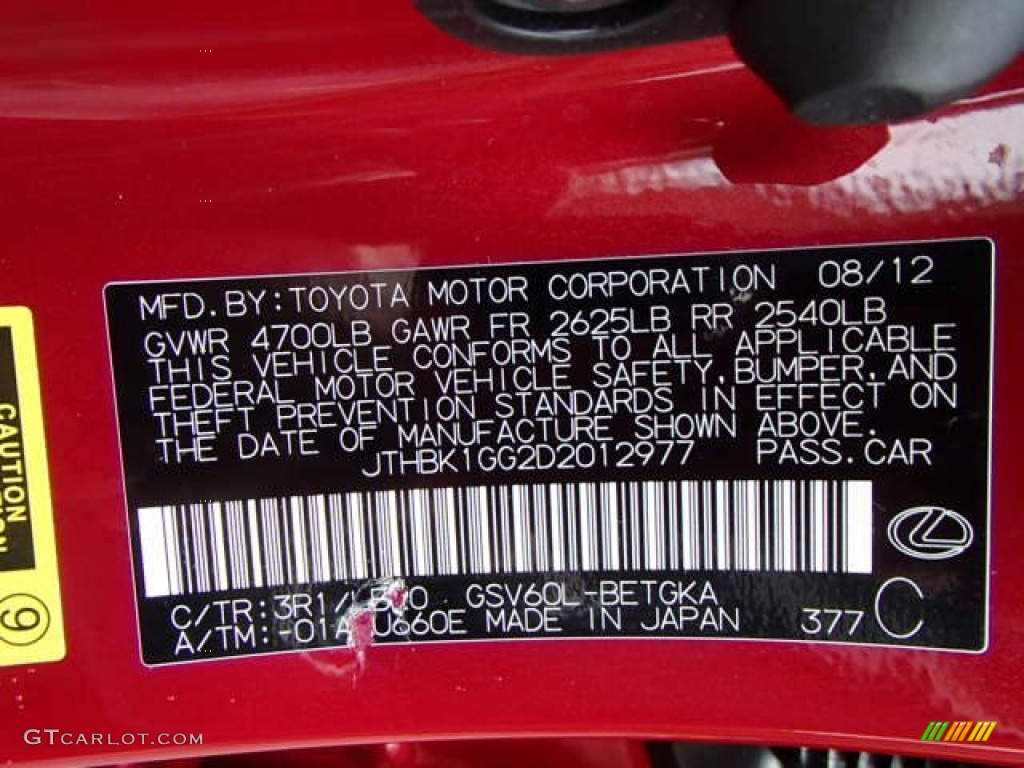 MFD. BY: TOYOTA MOTOR CORPORATION 08/12
GVWR 4700LB GAWR FR 2625LB RR 2540LB
THIS VEHICLE CONFORMS TO ALL APPLICABLE
FEDERAL MOTOR VEHICLE SAFETY, BUMPER, AND
THEFT PREVENTION STANDARDS IN EFFECT ON
THE DATE OF MANUFACTURE SHOWN ABOVE.
JTHBK1GG2D2012977 PASS. CAR
C/TR: 3R1/ GSV60L-BETGKA
A/TM: -01A U660E MADE IN JAPAN 377 C
CAUTION
9
GTCARLOT.COM